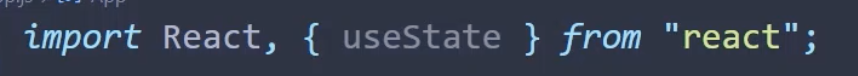 import React, { useState } from "react";